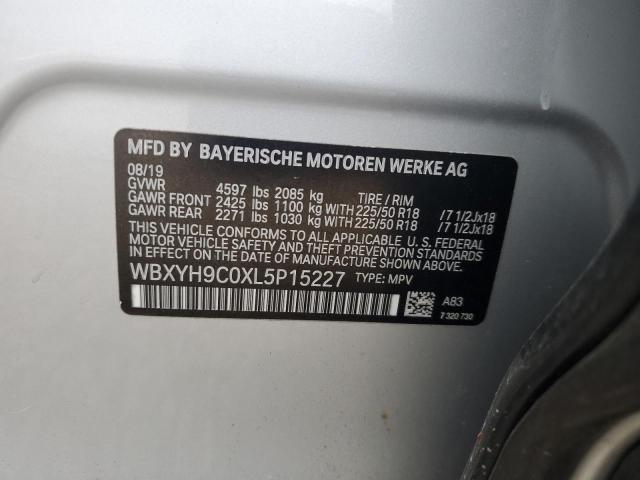 MFD BY BAYERISCHE MOTOREN WERKE AG
08/19
GVWR 4597 lbs 2085 kg TIRE / RIM
GAWR FRONT 2425 lbs 1100 kg WITH 225/50 R18 /7 1/2Jx18
GAWR REAR 2271 lbs 1030 kg WITH 225/50 R18 /7 1/2Jx18
THIS VEHICLE CONFORMS TO ALL APPLICABLE U. S. FEDERAL
MOTOR VEHICLE SAFETY AND THEFT PREVENTION STANDARDS
IN EFFECT ON THE DATE OF MANUFACTURE SHOWN ABOVE.
WBXYH9C0XL5P15227 TYPE: MPV
A83
7 320 730